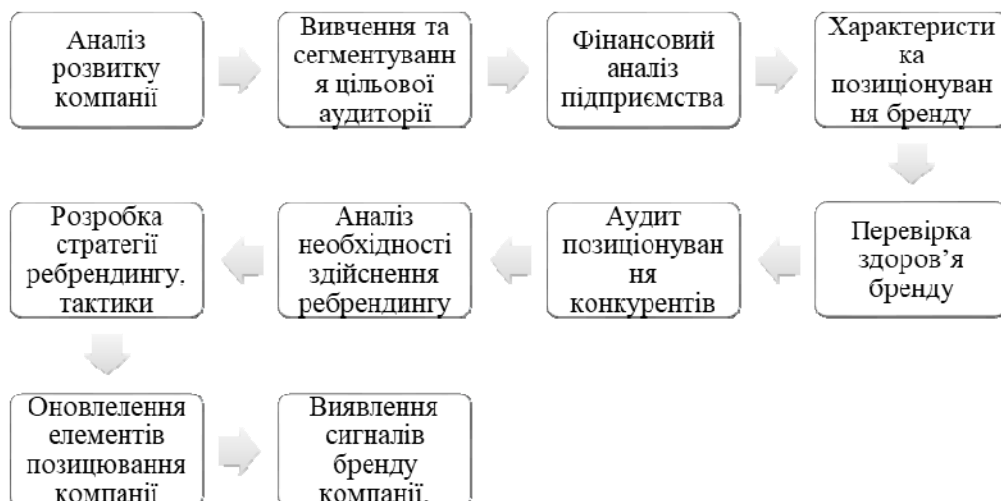 Аналіз
розвитку
компанії
Вивчення та
сегментуванн
я цільової
аудиторії
Фінансовий
аналіз
підприємства
Характеристи
ка
позиціонуван
ня бренду
Перевірка
здоров’я
бренду
Аудит
позиціонуван
ня
конкурентів
Аналіз
необхідності
здійснення
ребрендингу
Розробка
стратегії
ребрендингу,
тактики
Оновлелення
елементів
позицювання
компанії
Виявлення
сигналів
бренду
компанії,